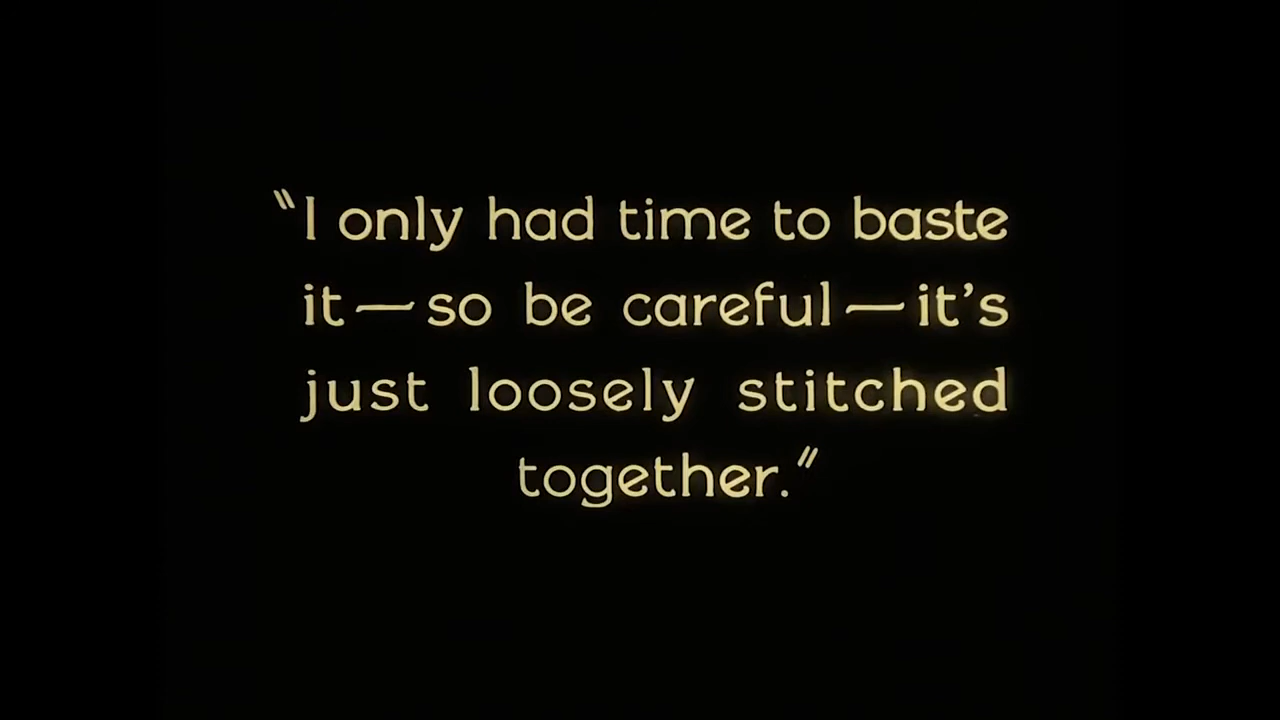 "I only had time to baste
it—so be careful—it's
just loosely stitched
together."